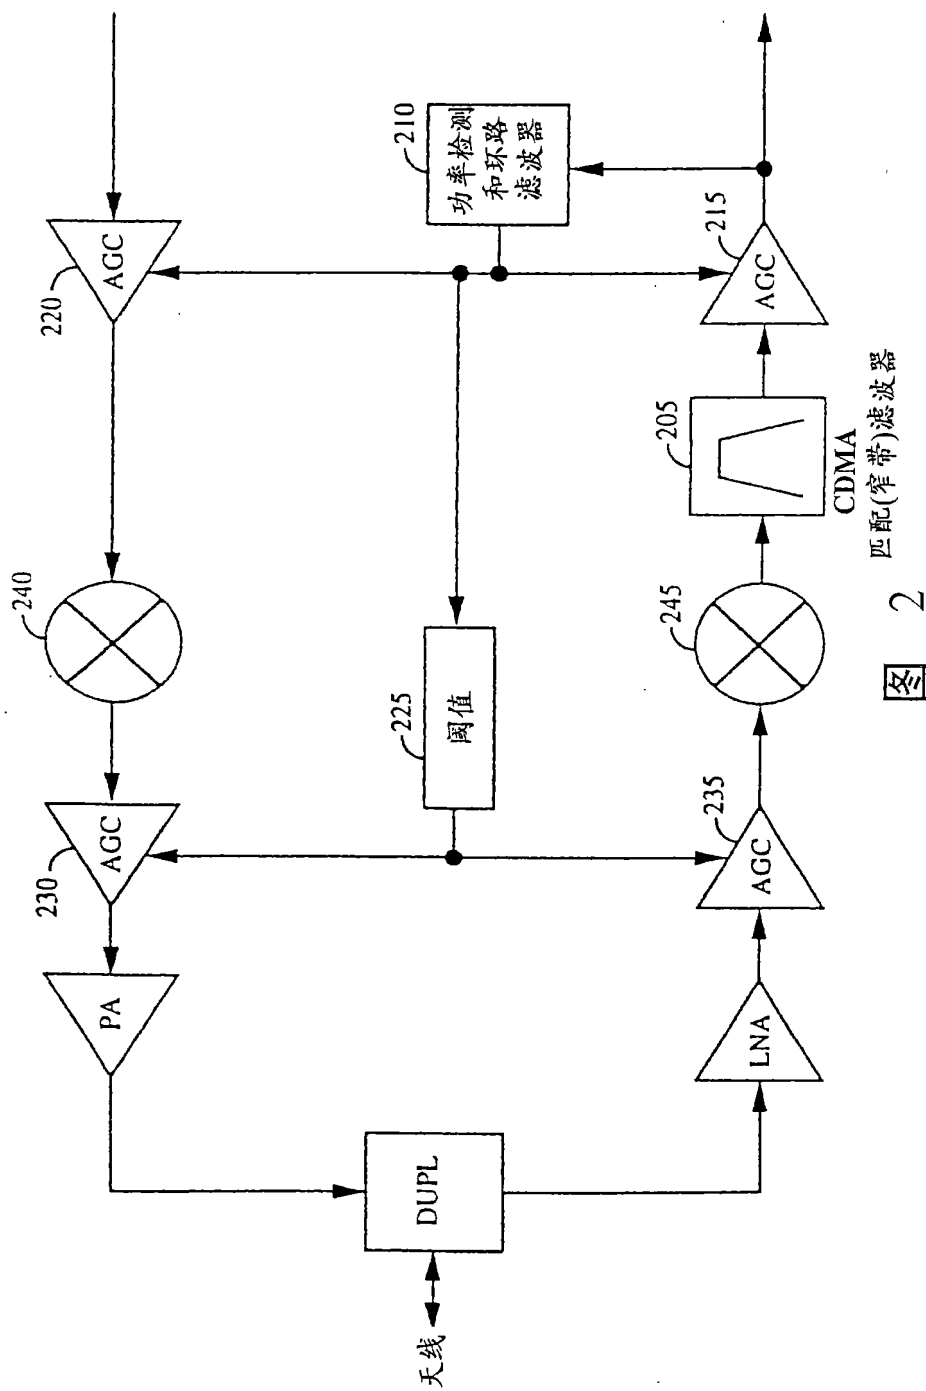 天线
DUPL
PA
230
AGC
240
220
AGC
225
阈值
210
功率检测
和环路
滤波器
LNA
235
AGC
245
205
CDMA
匹配(窄带)滤波器
215
AGC
图 2